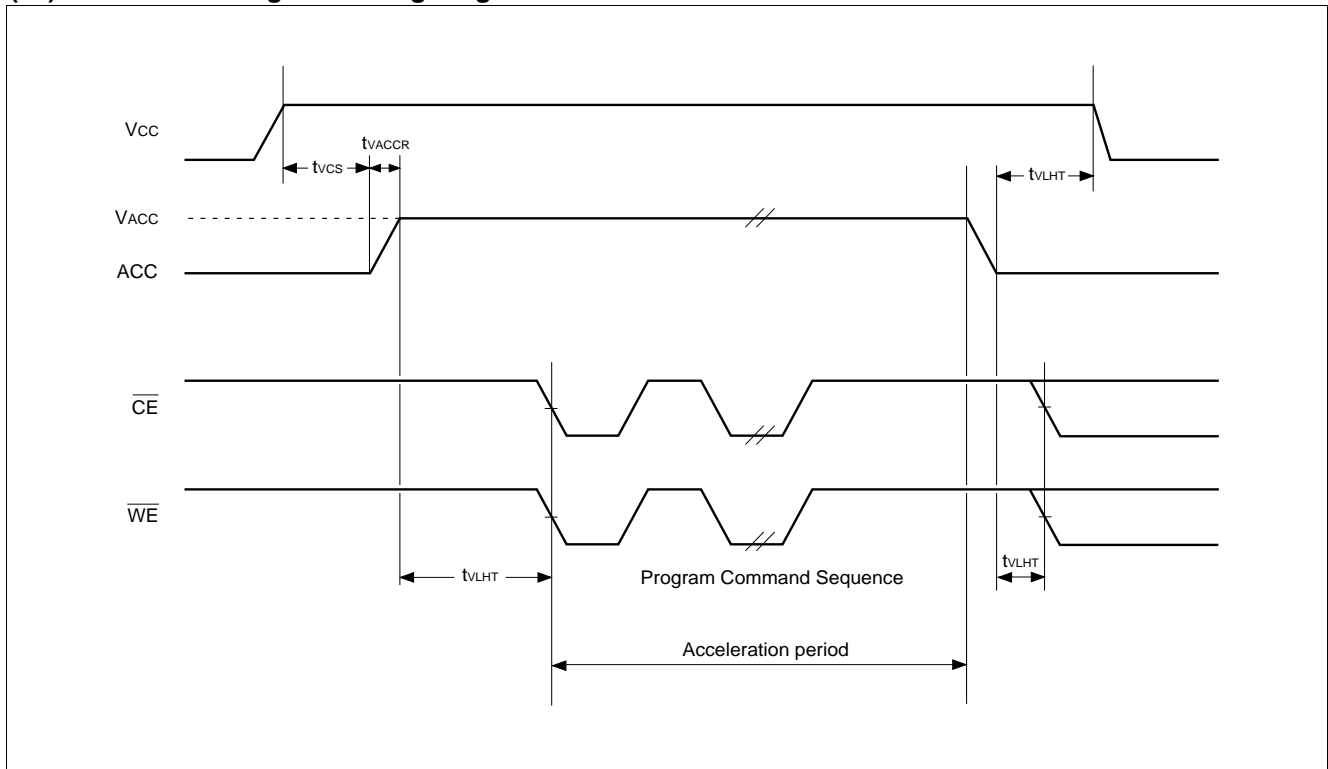 VCC
tVACCR
tVCS
tVLHT
VACC
ACC
CE
WE
tVLHT
Program Command Sequence
tVLHT
Acceleration period